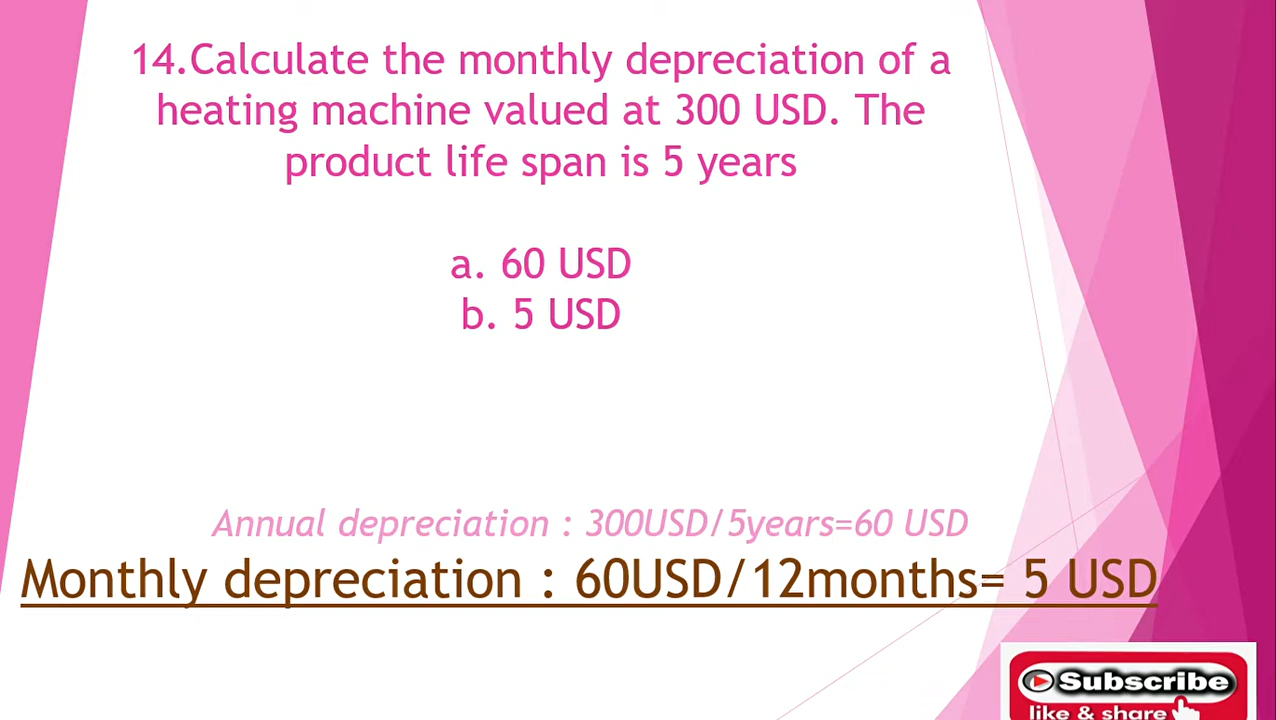 14.Calculate the monthly depreciation of a
heating machine valued at 300 USD. The
product life span is 5 years
a. 60 USD
b. 5 USD
Annual depreciation : 300USD/5years=60 USD
Monthly depreciation : 60USD/12months= 5 USD
Subscribe
like & share